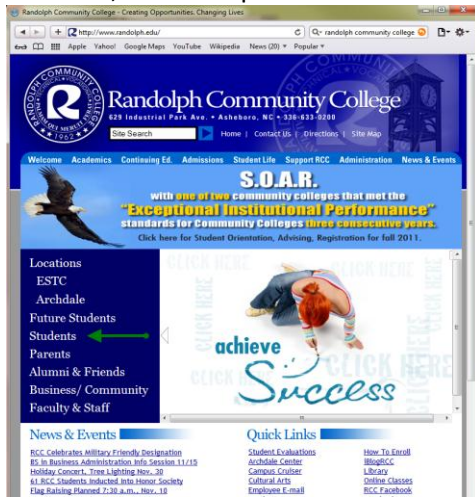 Randolph Community College - Creating Opportunities. Changing Lives
http://www.randolph.edu/
randolph community college
Apple Yahoo! Google Maps YouTube Wikipedia News (20) Popular
Randolph Community College
629 Industrial Park Ave. • Asheboro, NC • 336-633-0200
Site Search
Home | Contact Us | Directions | Site Map
Welcome Academics Continuing Ed. Admissions Student Life Support RCC Administration News & Events
S.O.A.R.
with one of two community colleges that met the
"Exceptional Institutional Performance"
standards for Community Colleges three consecutive years.
Click here for Student Orientation, Advising, Registration for fall 2011.
Locations
ESTC
Archdale
Future Students
Students
Parents
Alumni & Friends
Business/ Community
Faculty & Staff
CLICK HERE
CLICK HERE
achieve
Success
News & Events
RCC Celebrates Military Friendly Designation
BS in Business Administration Info Session 11/15
Holiday Concert, Tree Lighting Nov. 30
61 RCC Students Inducted Into Honor Society
Flag Raising Planned 7:30 a.m., Nov. 10
Quick Links
Student Evaluations
Archdale Center
Campus Cruiser
Cultural Arts
Employee E-mail
How To Enroll
BlogRCC
Library
Online Classes
RCC Facebook